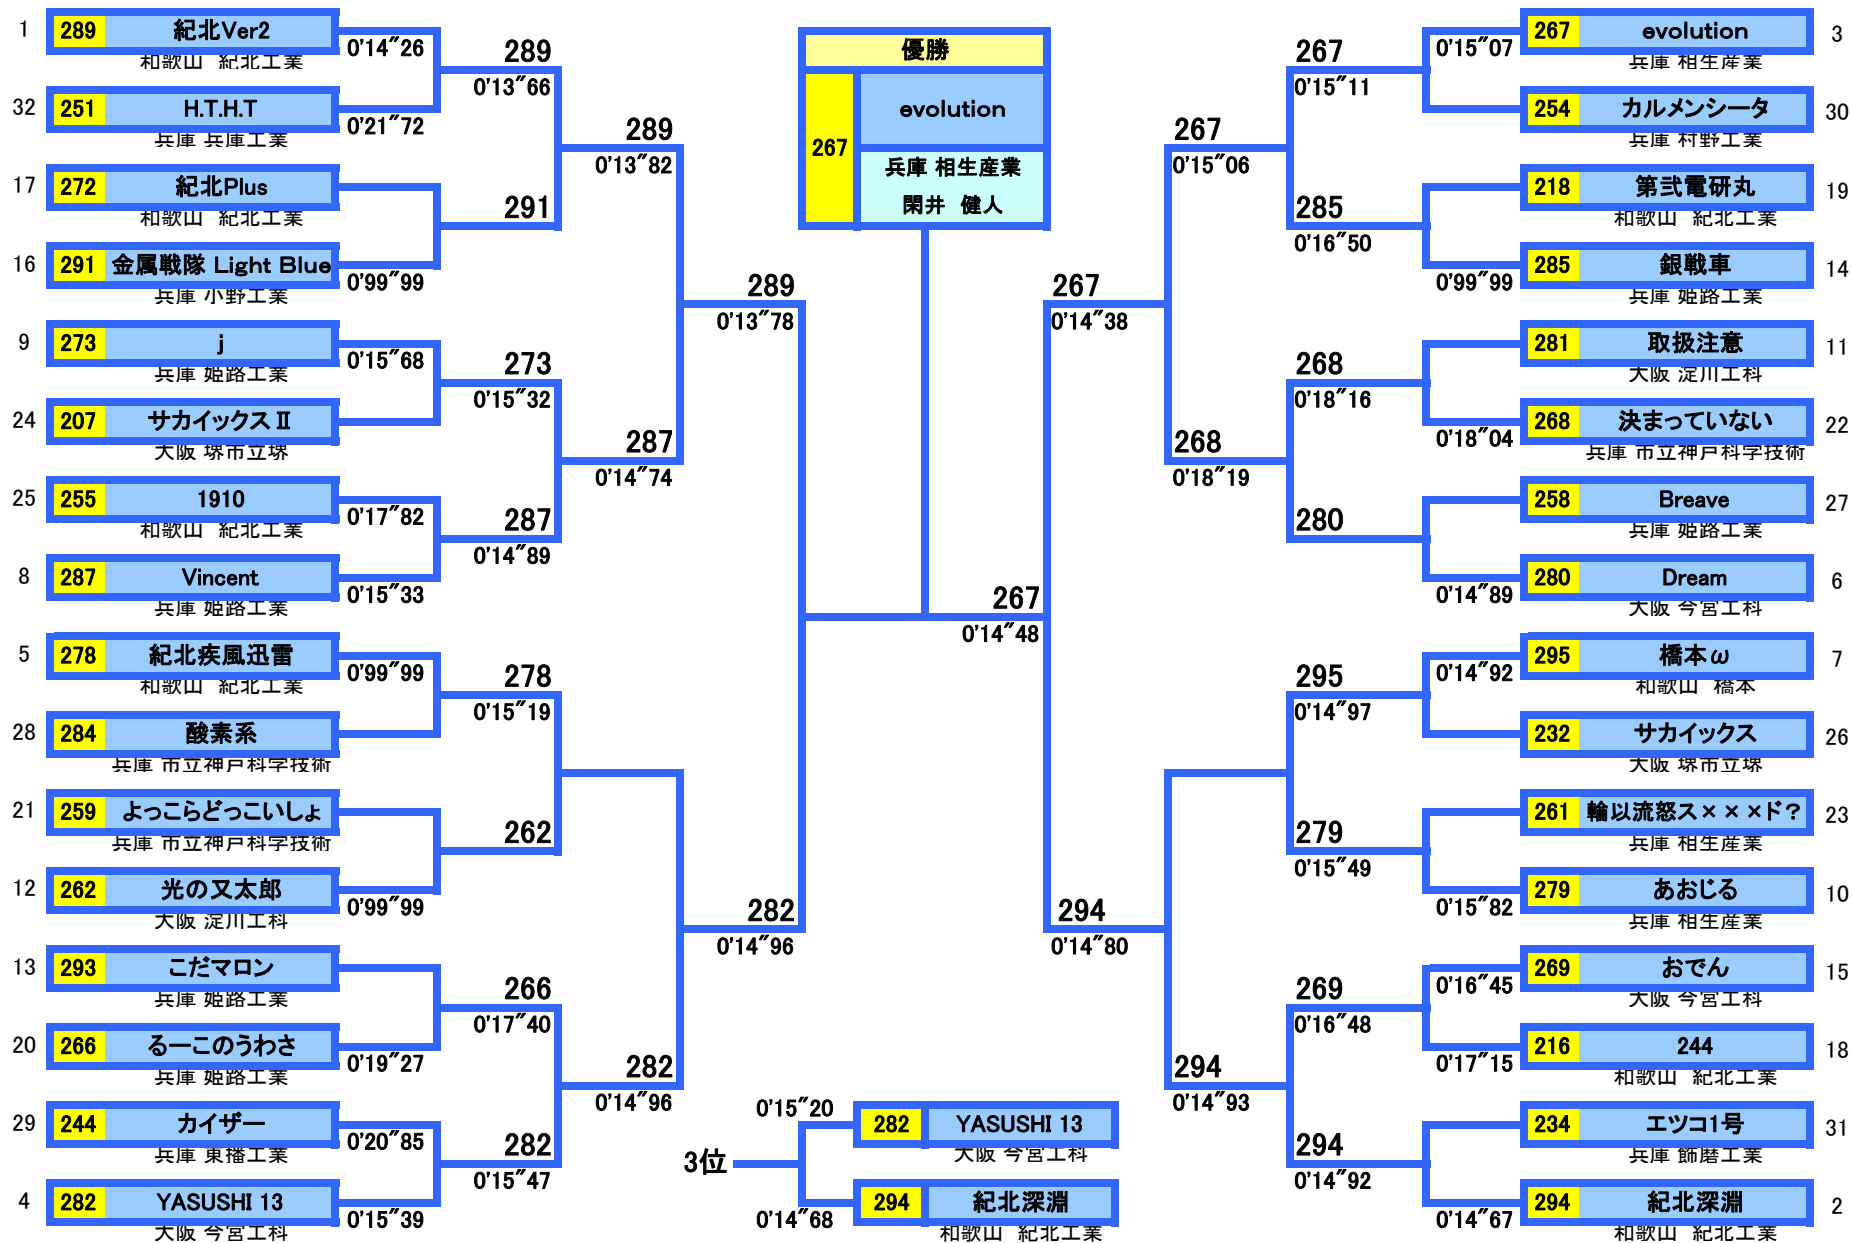 1
289
紀北Ver2
0'14"26
和歌山　紀北工業
32
251
H.T.H.T
0'21"72
兵庫 兵庫工業
17
272
紀北Plus
和歌山　紀北工業
16
291
金属戦隊 Light Blue
0'99"99
兵庫 小野工業
9
273
j
0'15"68
兵庫 姫路工業
24
207
サカイックスⅡ
大阪 堺市立堺
25
255
1910
0'17"82
和歌山　紀北工業
8
287
Vincent
0'15"33
兵庫 姫路工業
5
278
紀北疾風迅雷
0'99"99
和歌山　紀北工業
28
284
酸素系
兵庫 市立神戸科学技術
21
259
よっこらどっこいしょ
兵庫 市立神戸科学技術
12
262
光の又太郎
0'99"99
大阪 淀川工科
13
293
こだマロン
兵庫 姫路工業
20
266
るーこのうわさ
0'19"27
兵庫 姫路工業
29
244
カイザー
0'20"85
兵庫 東播工業
4
282
YASUSHI 13
0'15"39
大阪 今宮工科
289
0'13"66
291
273
0'15"32
287
0'14"89
278
0'15"19
262
266
0'17"40
282
0'15"47
289
0'13"82
287
0'14"74
282
0'14"96
289
0'13"78
282
0'14"96
優勝
267
evolution
兵庫 相生産業
閑井　健人
267
0'14"48
3位
0'15"20
282
YASUSHI 13
大阪 今宮工科
0'14"68
294
紀北深淵
和歌山　紀北工業
267
0'14"38
294
0'14"80
267
0'15"06
268
0'18"19
294
0'14"93
267
0'15"11
285
0'16"50
268
0'18"16
280
295
0'14"97
279
0'15"49
269
0'16"48
294
0'14"92
0'15"07
267
evolution
3
兵庫 相生産業
254
カルメンシータ
30
兵庫 村野工業
218
第弐電研丸
19
和歌山　紀北工業
0'99"99
285
銀戦車
14
兵庫 姫路工業
281
取扱注意
11
大阪 淀川工科
0'18"04
268
決まっていない
22
兵庫 市立神戸科学技術
258
Breave
27
兵庫 姫路工業
0'14"89
280
Dream
6
大阪 今宮工科
0'14"92
295
橋本ω
7
和歌山　橋本
232
サカイックス
26
大阪 堺市立堺
261
輪以流怒ス×××ド？
23
兵庫 相生産業
0'15"82
279
あおじる
10
兵庫 相生産業
0'16"45
269
おでん
15
大阪 今宮工科
0'17"15
216
244
18
和歌山　紀北工業
234
エツコ1号
31
兵庫 飾磨工業
0'14"67
294
紀北深淵
2
和歌山　紀北工業